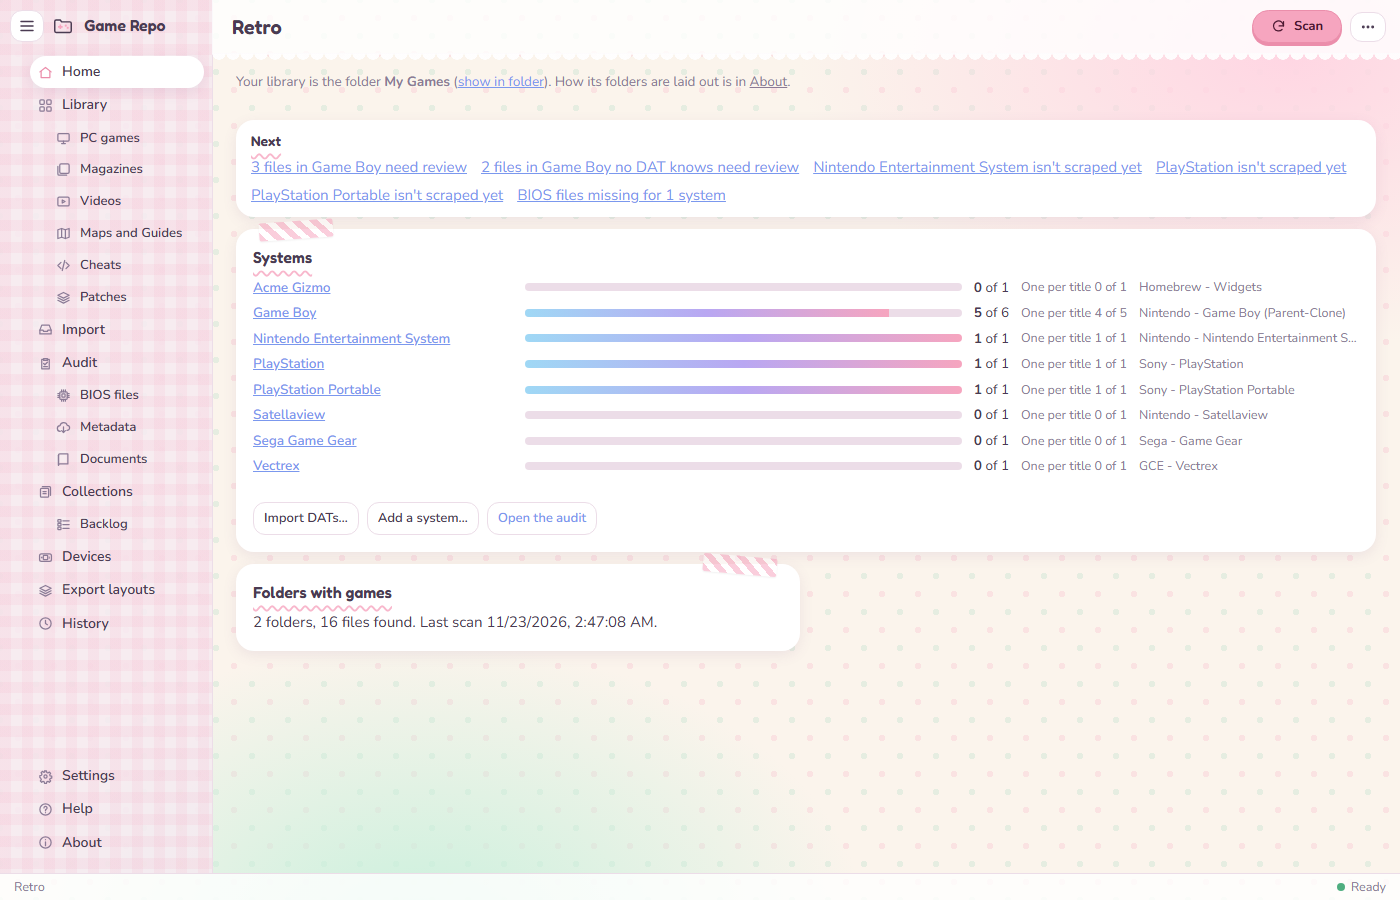 Game Repo
Home
Library
PC games
Magazines
Videos
Maps and Guides
Cheats
Patches
Import
Audit
BIOS files
Metadata
Documents
Collections
Backlog
Devices
Export layouts
History
Settings
Help
About
Retro
Scan
Your library is the folder My Games (show in folder). How its folders are laid out is in About.
Next
3 files in Game Boy need review 2 files in Game Boy no DAT knows need review Nintendo Entertainment System isn't scraped yet PlayStation isn't scraped yet
PlayStation Portable isn't scraped yet BIOS files missing for 1 system
Systems
Acme Gizmo 0 of 1 One per title 0 of 1 Homebrew - Widgets
Game Boy 5 of 6 One per title 4 of 5 Nintendo - Game Boy (Parent-Clone)
Nintendo Entertainment System 1 of 1 One per title 1 of 1 Nintendo - Nintendo Entertainment S...
PlayStation 1 of 1 One per title 1 of 1 Sony - PlayStation
PlayStation Portable 1 of 1 One per title 1 of 1 Sony - PlayStation Portable
Satellaview 0 of 1 One per title 0 of 1 Nintendo - Satellaview
Sega Game Gear 0 of 1 One per title 0 of 1 Sega - Game Gear
Vectrex 0 of 1 One per title 0 of 1 GCE - Vectrex
Import DATs... Add a system... Open the audit
Folders with games
2 folders, 16 files found. Last scan 11/23/2026, 2:47:08 AM.
Retro
Ready